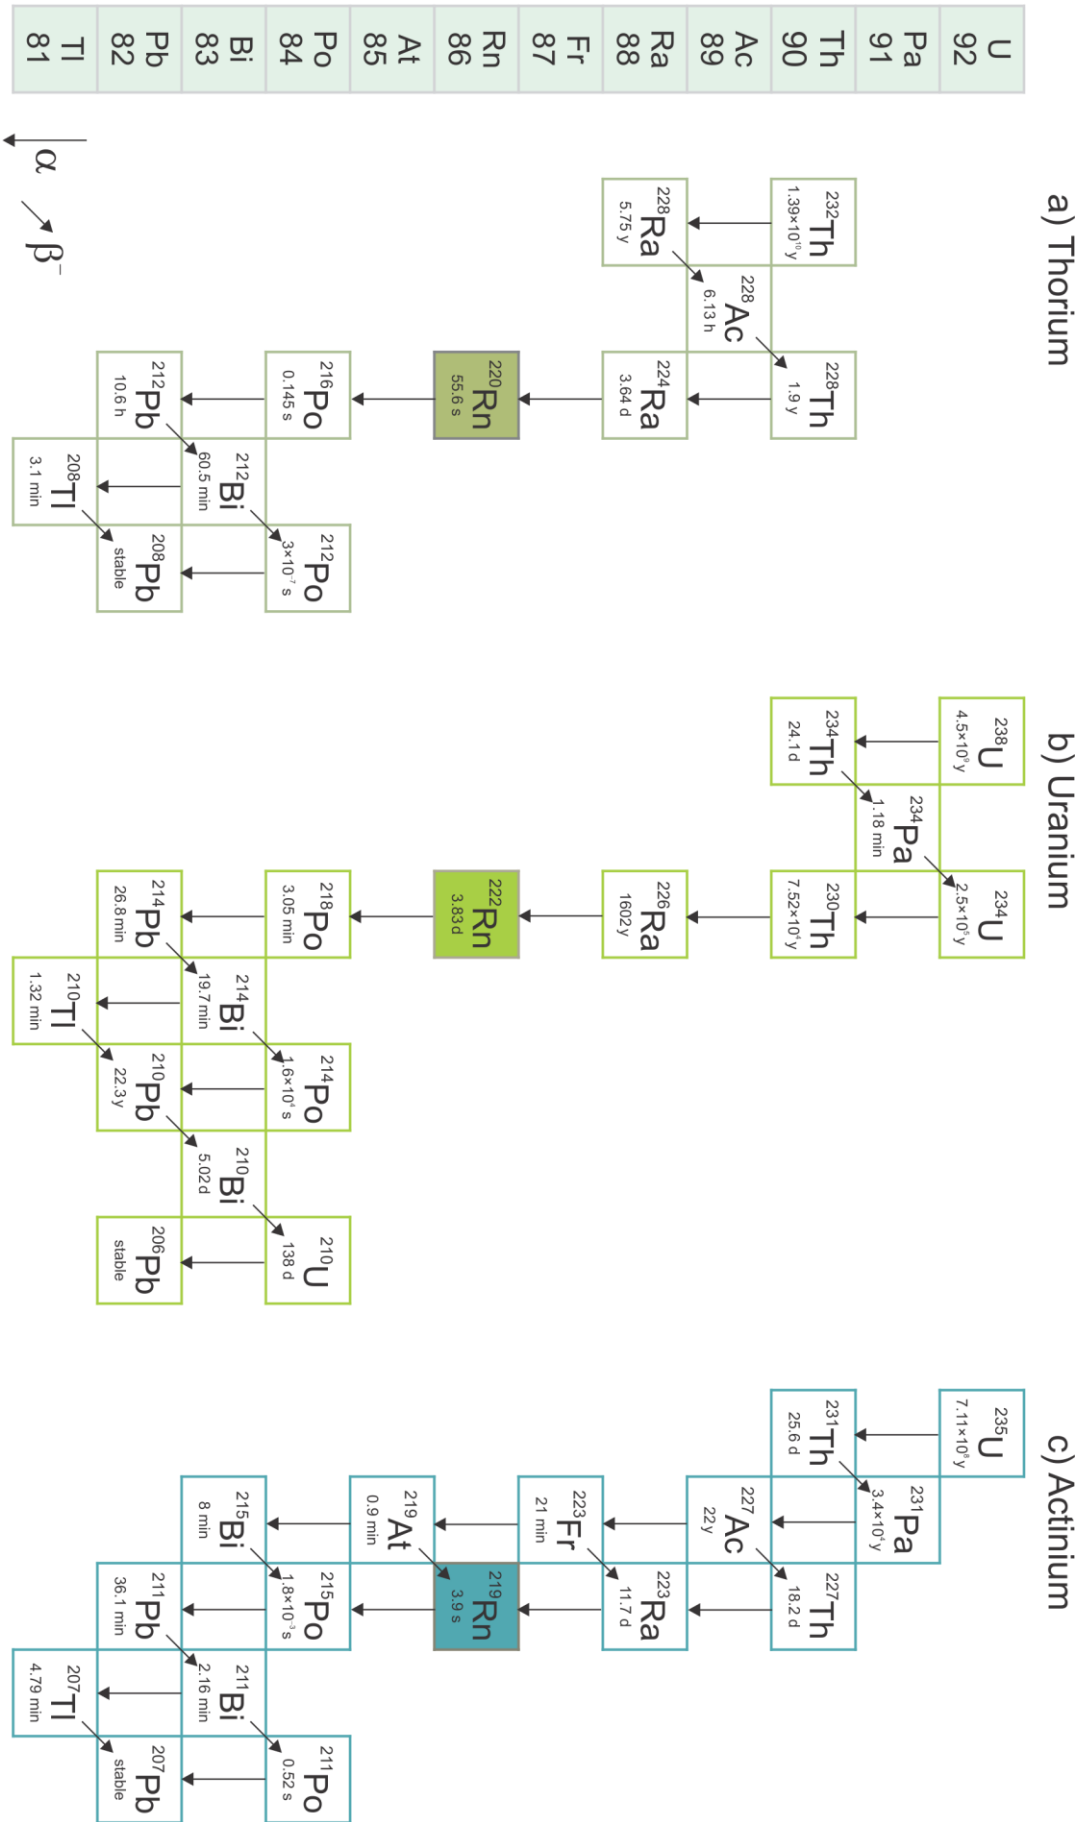 U
92
Pa
91
Th
90
Ac
89
Ra
88
Fr
87
Rn
86
At
85
Po
84
Bi
83
Pb
82
Tl
81
α
β⁻
a) Thorium
²³²Th
1.39×10¹⁰ y
²²⁸Ra
5.75 y
²²⁸Ac
6.13 h
²²⁸Th
1.9 y
²²⁴Ra
3.64 d
²²⁰Rn
55.6 s
²¹⁶Po
0.145 s
²¹²Pb
10.6 h
²¹²Bi
60.5 min
²⁰⁸Tl
3.1 min
²¹²Po
3×10⁻⁷ s
²⁰⁸Pb
stable
b) Uranium
²³⁸U
4.5×10⁹ y
²³⁴Th
24.1 d
²³⁴Pa
1.18 min
²³⁴U
2.5×10⁵ y
²³⁰Th
7.52×10⁴ y
²²⁶Ra
1602 y
²²²Rn
3.83 d
²¹⁸Po
3.05 min
²¹⁴Pb
26.8 min
²¹⁴Bi
19.7 min
²¹⁰Tl
1.32 min
²¹⁴Po
1.6×10⁴ s
²¹⁰Pb
22.3 y
²¹⁰Bi
5.02 d
²¹⁰U
138 d
²⁰⁶Pb
stable
c) Actinium
²³⁵U
7.11×10⁸ y
²³¹Th
25.6 d
²³¹Pa
3.4×10⁴ y
²²⁷Ac
22 y
²²⁷Th
18.2 d
²²³Fr
21 min
²²³Ra
11.7 d
²¹⁹At
0.9 min
²¹⁹Rn
3.9 s
²¹⁵Bi
8 min
²¹⁵Po
1.8×10⁻³ s
²¹¹Pb
36.1 min
²¹¹Bi
2.16 min
²⁰⁷Tl
4.79 min
²¹¹Po
0.52 s
²⁰⁷Pb
stable